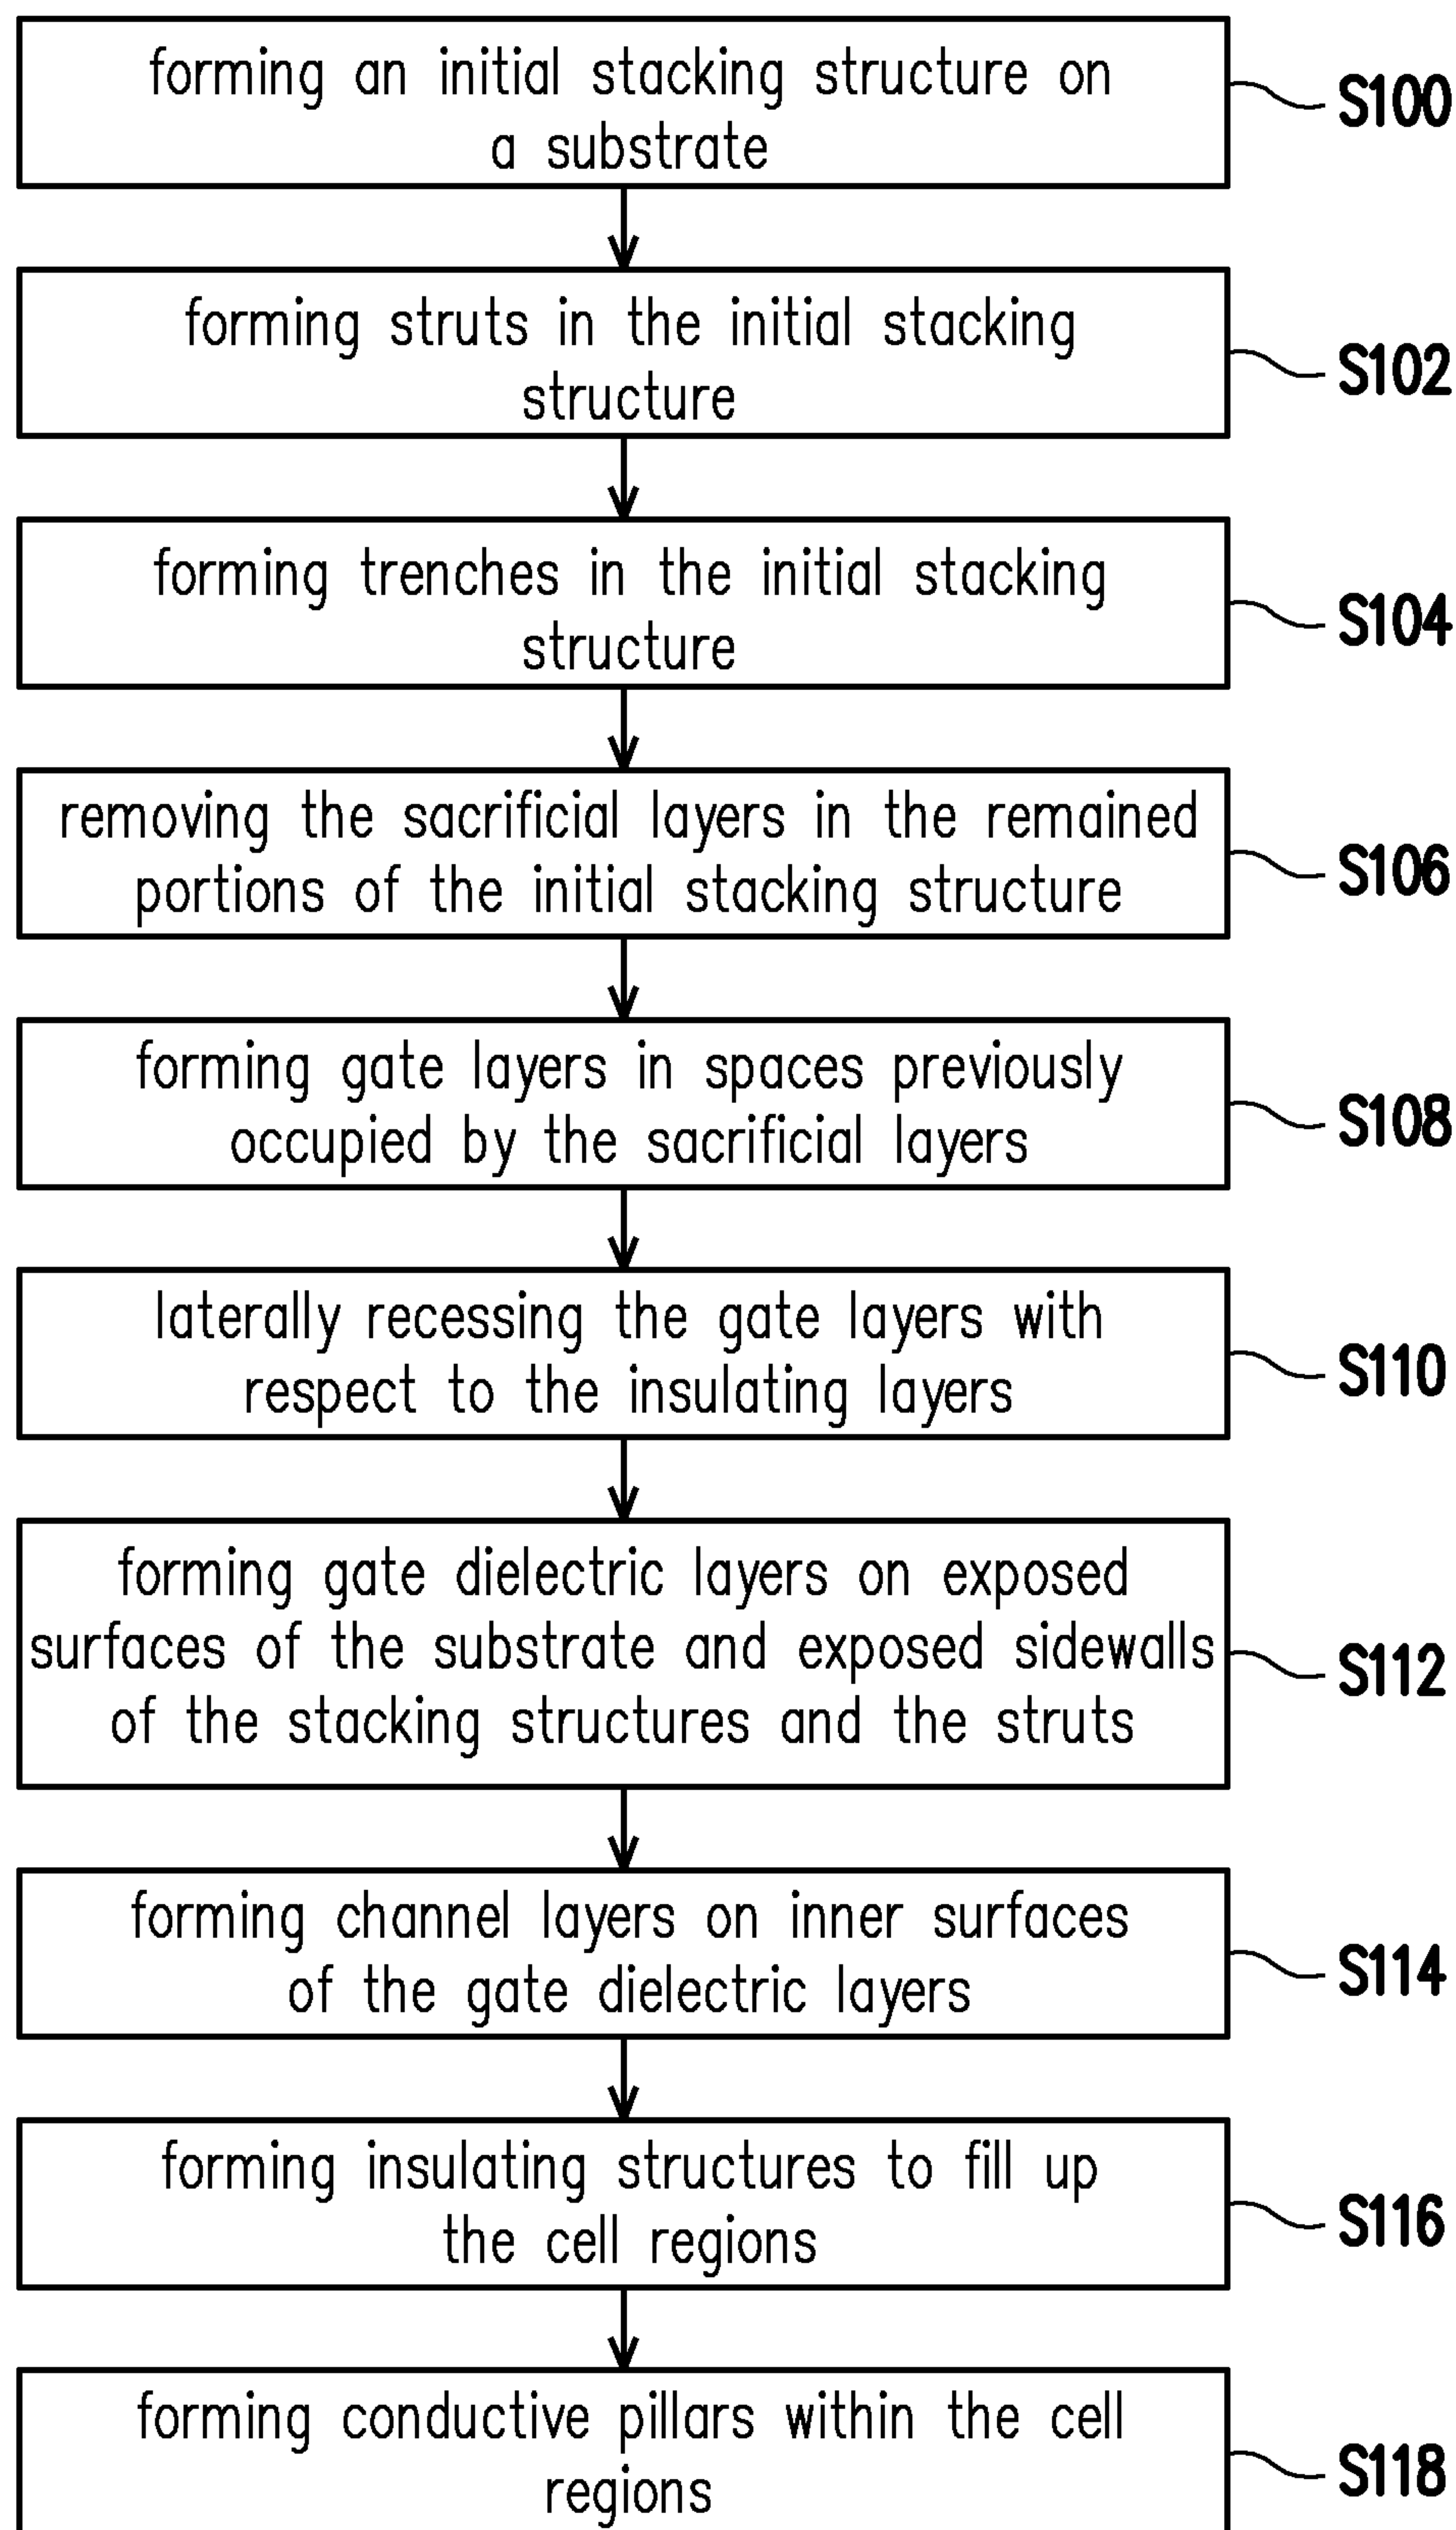 forming an initial stacking structure on
a substrate
S100
forming struts in the initial stacking
structure
S102
forming trenches in the initial stacking
structure
S104
removing the sacrificial layers in the remained
portions of the initial stacking structure
S106
forming gate layers in spaces previously
occupied by the sacrificial layers
S108
laterally recessing the gate layers with
respect to the insulating layers
S110
forming gate dielectric layers on exposed
surfaces of the substrate and exposed sidewalls
of the stacking structures and the struts
S112
forming channel layers on inner surfaces
of the gate dielectric layers
S114
forming insulating structures to fill up
the cell regions
S116
forming conductive pillars within the cell
regions
S118